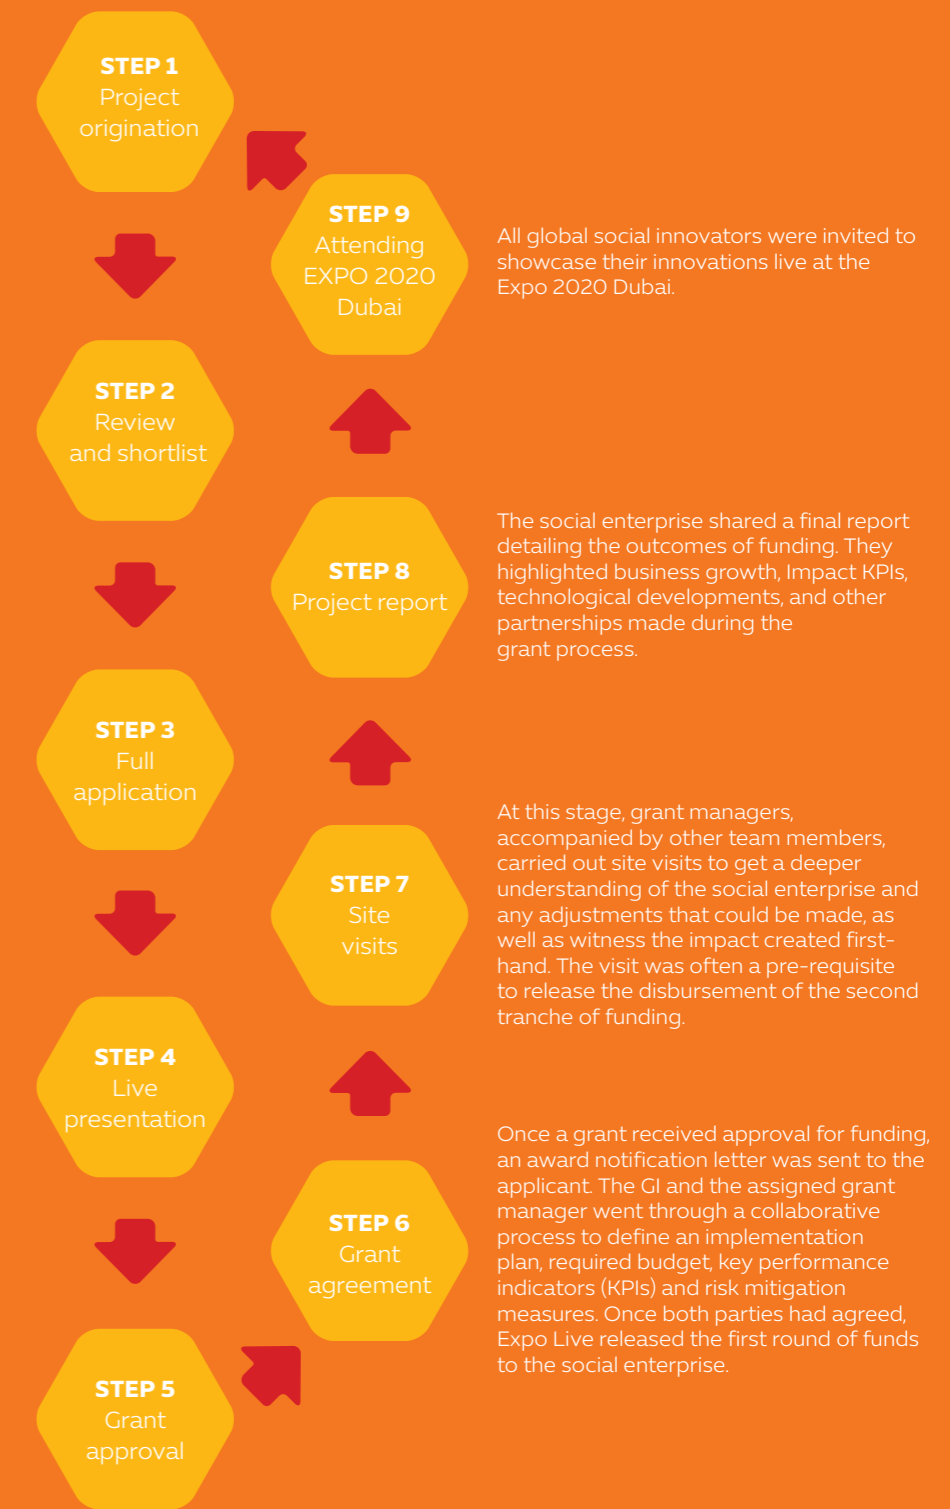 STEP 1
Project
origination
STEP 2
Review
and shortlist
STEP 3
Full
application
STEP 4
Live
presentation
STEP 5
Grant
approval
STEP 6
Grant
agreement
Once a grant received approval for funding,
an award notification letter was sent to the
applicant. The GI and the assigned grant
manager went through a collaborative
process to define an implementation
plan, required budget, key performance
indicators (KPIs) and risk mitigation
measures. Once both parties had agreed,
Expo Live released the first round of funds
to the social enterprise.
STEP 7
Site
visits
At this stage, grant managers,
accompanied by other team members,
carried out site visits to get a deeper
understanding of the social enterprise and
any adjustments that could be made, as
well as witness the impact created first-
hand. The visit was often a pre-requisite
to release the disbursement of the second
tranche of funding.
STEP 8
Project report
The social enterprise shared a final report
detailing the outcomes of funding. They
highlighted business growth, Impact KPIs,
technological developments, and other
partnerships made during the
grant process.
STEP 9
Attending
EXPO 2020
Dubai
All global social innovators were invited to
showcase their innovations live at the
Expo 2020 Dubai.